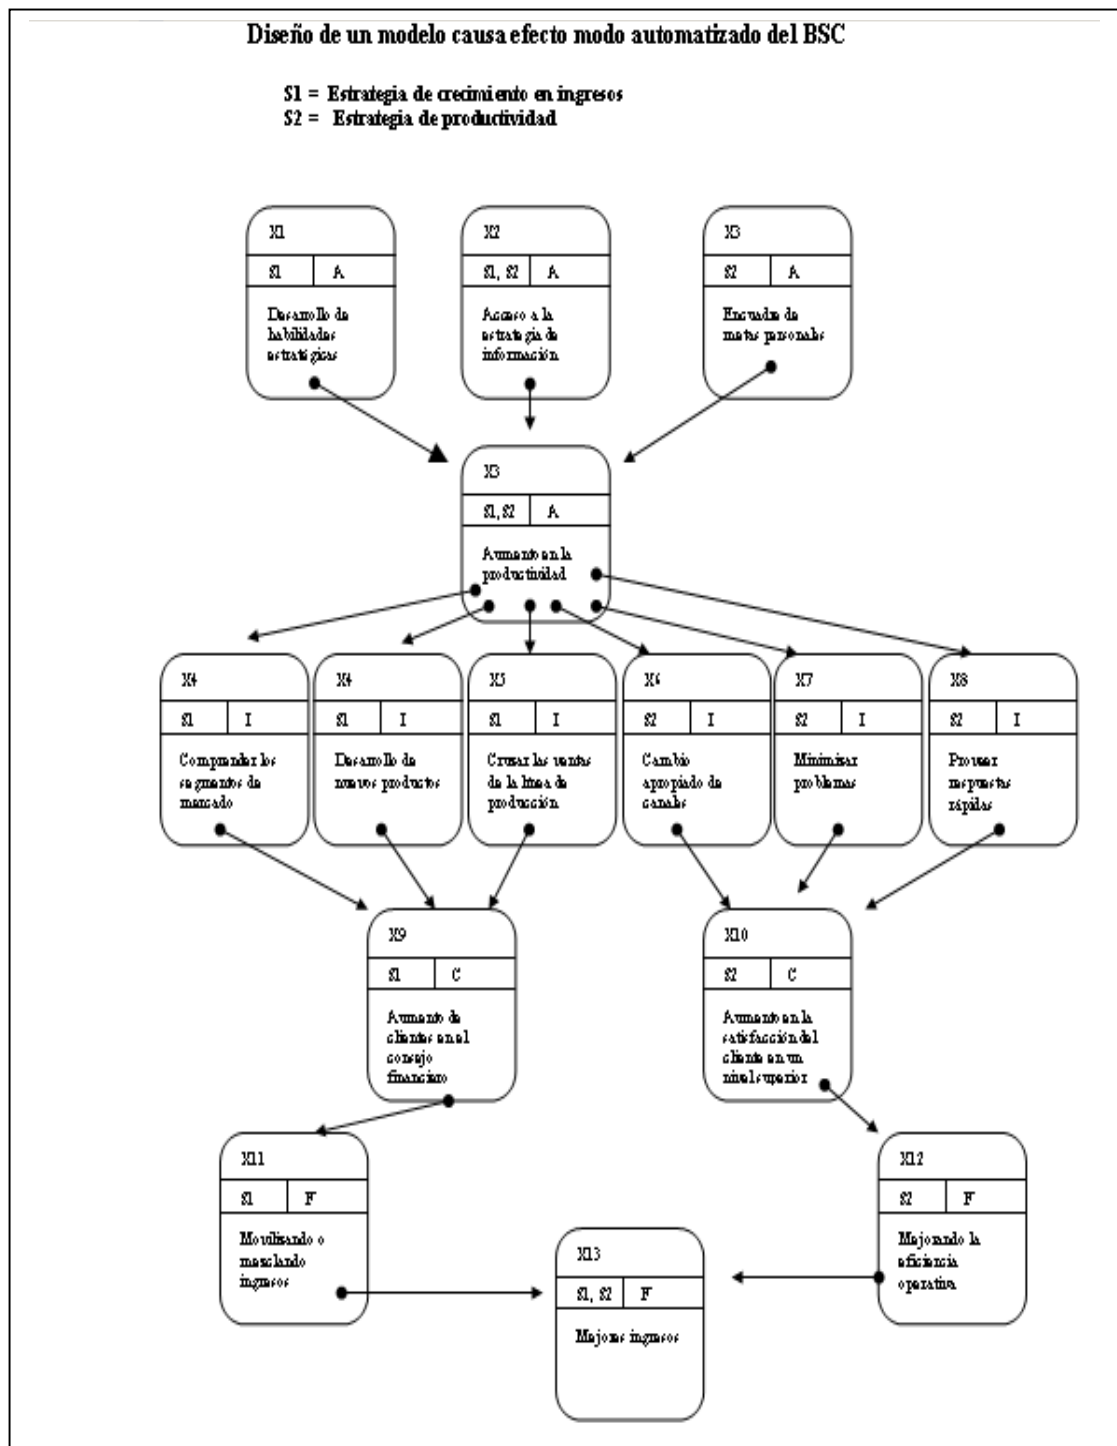 Diseño de un modelo causa efecto modo automatizado del BSC
S1 = Estrategia de crecimiento en ingresos
S2 = Estrategia de productividad
X1
S1 A
Desarrollo de
habilidades
estratégicas
X2
S1, S2 A
Acceso a la
estrategia de
información
X3
S2 A
Encuadre de
metas personales
X3
S1, S2 A
Aumento en la
productividad
X4
S1 I
Comprender los
segmentos de
mercado
X4
S1 I
Desarrollo de
nuevos productos
X5
S1 I
Cruzar las ventas
de la línea de
producción
X6
S2 I
Cambio
apropiado de
canales
X7
S2 I
Minimizar
problemas
X8
S2 I
Proveer
respuestas
rápidas
X9
S1 C
Aumento de
clientes en el
consejo
financiero
X10
S2 C
Aumento en la
satisfacción del
cliente en un
nivel superior
X11
S1 F
Movilizando o
mezclando
ingresos
X12
S2 F
Mejorando la
eficiencia
operativa
X13
S1, S2 F
Mejores ingresos